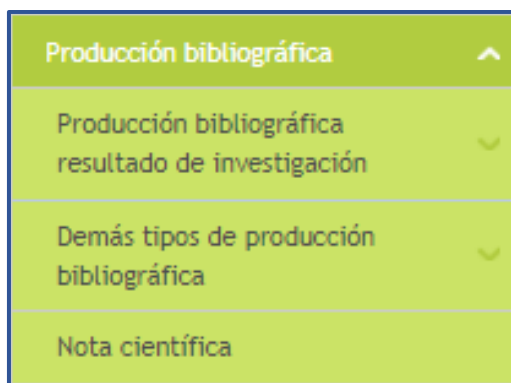 Producción bibliográfica
Producción bibliográfica
resultado de investigación
Demás tipos de producción
bibliográfica
Nota científica